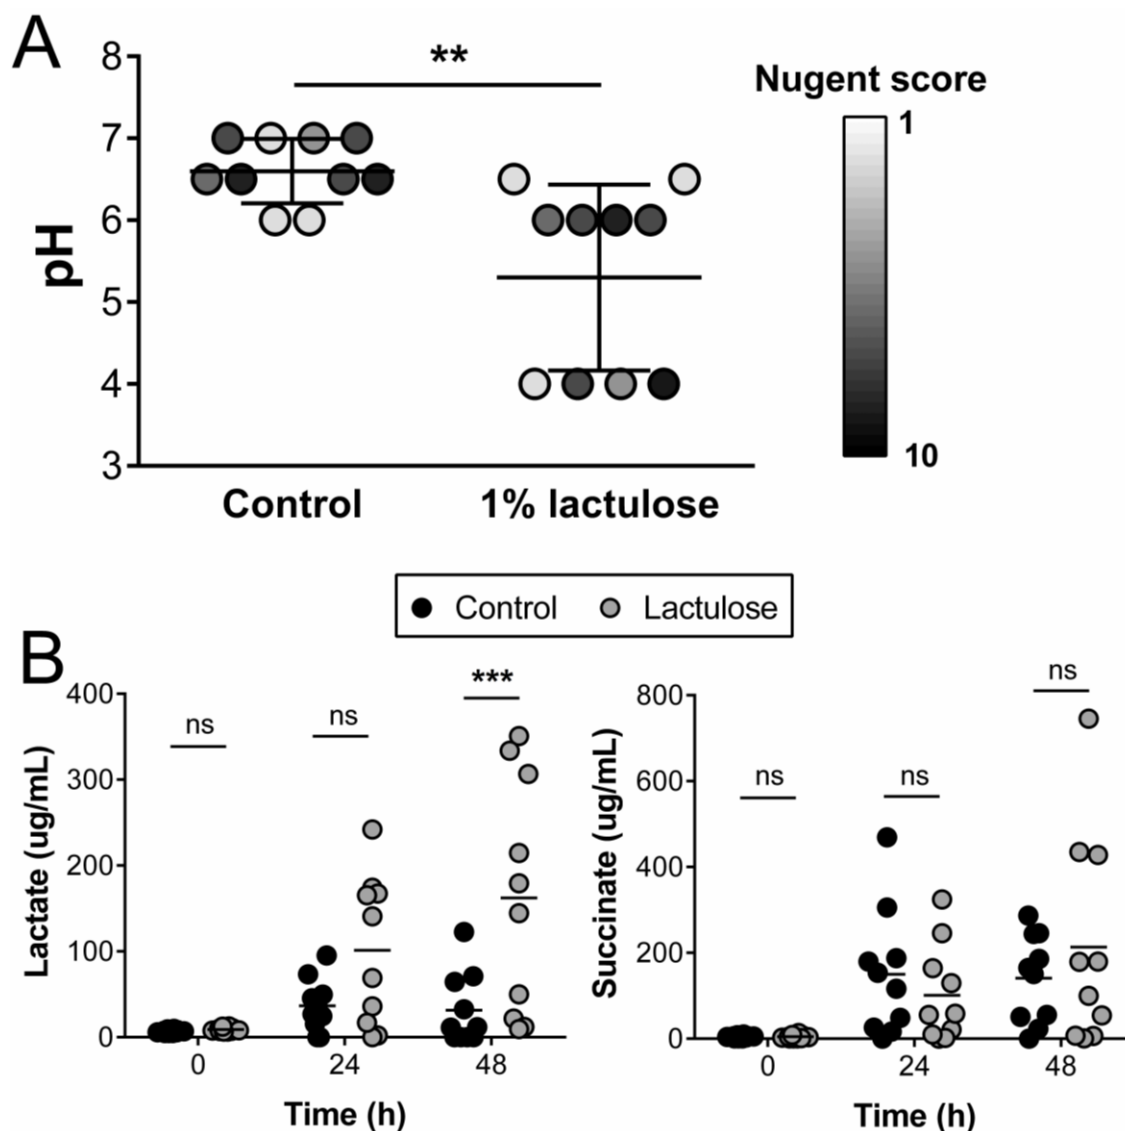 A
**
Nugent score
1
10
8
7
6
5
4
3
pH
Control
1% lactulose
Control
Lactulose
B
400
300
200
100
0
Lactate (ug/mL)
ns
ns
***
0
24
48
Time (h)
800
600
400
200
0
Succinate (ug/mL)
ns
ns
ns
0
24
48
Time (h)